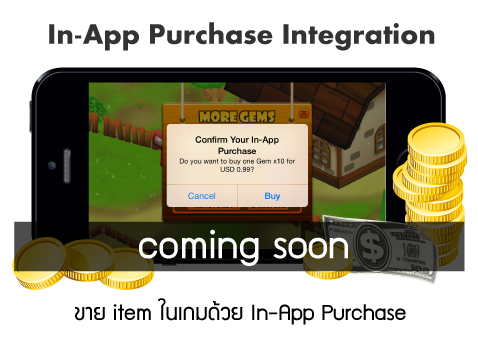 In-App Purchase Integration
MORE GEMS
Confirm Your In-App
Purchase
Do you want to buy one Gem x10 for
USD 0.99?
Cancel
Buy
coming soon
ขาย item ในเกมด้วย In-App Purchase